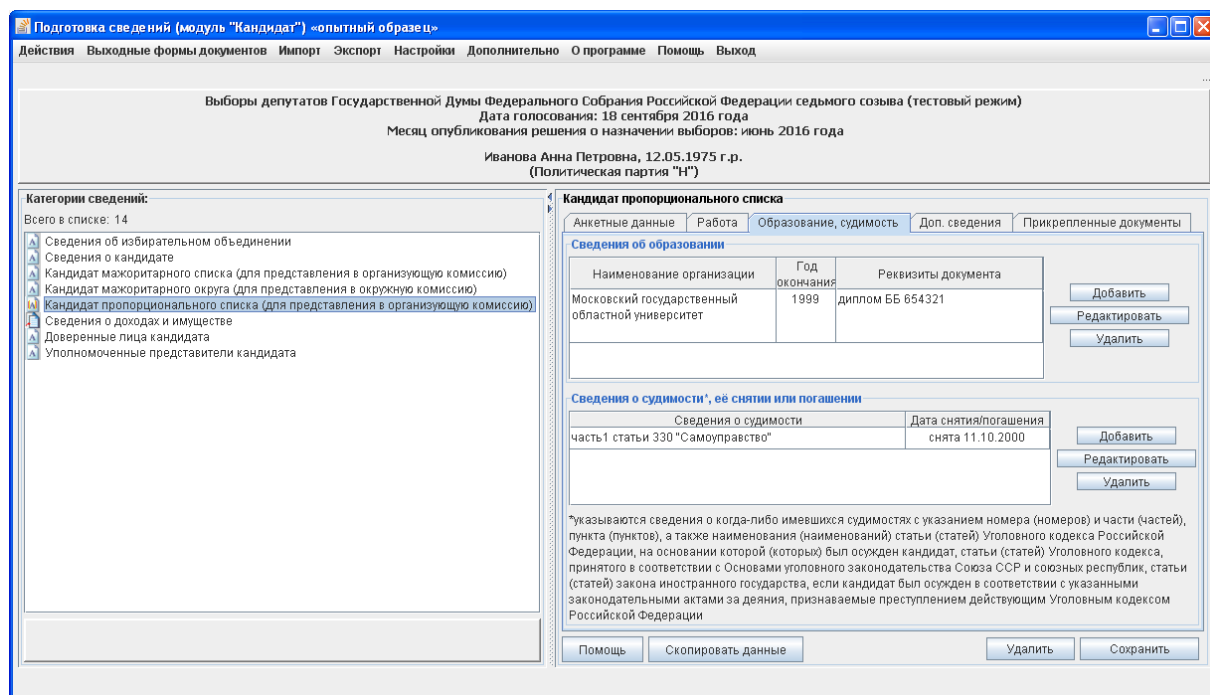 Подготовка сведений (модуль "Кандидат") «опытный образец»
Действия Выходные формы документов Импорт Экспорт Настройки Дополнительно О программе Помощь Выход
...
Выборы депутатов Государственной Думы Федерального Собрания Российской Федерации седьмого созыва (тестовый режим)
Дата голосования: 18 сентября 2016 года
Месяц опубликования решения о назначении выборов: июнь 2016 года
Иванова Анна Петровна, 12.05.1975 г.р.
(Политическая партия "Н")
Категории сведений:
Всего в списке: 14
Сведения об избирательном объединении
Сведения о кандидате
Кандидат мажоритарного списка (для представления в организующую комиссию)
Кандидат мажоритарного округа (для представления в окружную комиссию)
Кандидат пропорционального списка (для представления в организующую комиссию)
Сведения о доходах и имуществе
Доверенные лица кандидата
Уполномоченные представители кандидата
Кандидат пропорционального списка
Анкетные данные Работа Образование, судимость Доп. сведения Прикрепленные документы
Сведения об образовании
Наименование организации Год окончания Реквизиты документа
Московский государственный 1999 диплом ББ 654321
областной университет
Добавить
Редактировать
Удалить
Сведения о судимости*, её снятии или погашении
Сведения о судимости Дата снятия/погашения
часть1 статьи 330 "Самоуправство" снята 11.10.2000
Добавить
Редактировать
Удалить
*указываются сведения о когда-либо имевшихся судимостях с указанием номера (номеров) и части (частей),
пункта (пунктов), а также наименования (наименований) статьи (статей) Уголовного кодекса Российской
Федерации, на основании которой (которых) был осужден кандидат, статьи (статей) Уголовного кодекса,
принятого в соответствии с Основами уголовного законодательства Союза ССР и союзных республик, статьи
(статей) закона иностранного государства, если кандидат был осужден в соответствии с указанными
законодательными актами за деяния, признаваемые преступлением действующим Уголовным кодексом
Российской Федерации
Помощь Скопировать данные Удалить Сохранить